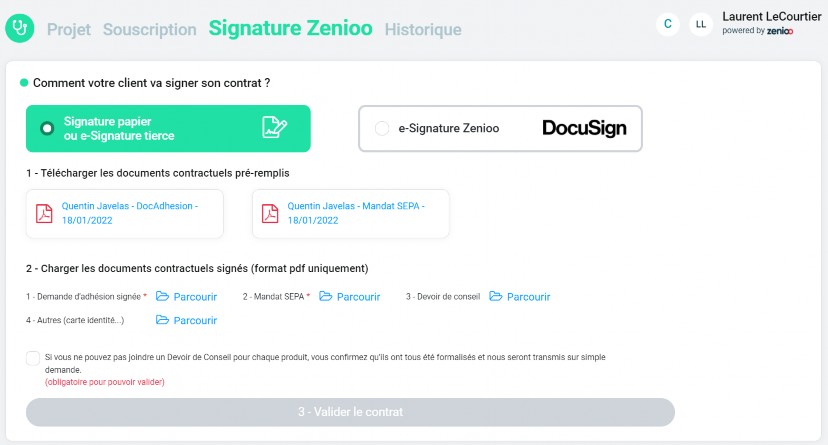 Projet Souscription Signature Zenioo Historique
C LL Laurent LeCourtier
powered by zenioo
Comment votre client va signer son contrat ?
Signature papier
ou e-Signature tierce
e-Signature Zenioo DocuSign
1 - Télécharger les documents contractuels pré-remplis
Quentin Javelas - DocAdhesion -
18/01/2022
Quentin Javelas - Mandat SEPA -
18/01/2022
2 - Charger les documents contractuels signés (format pdf uniquement)
1 - Demande d'adhésion signée * Parcourir 2 - Mandat SEPA * Parcourir 3 - Devoir de conseil Parcourir
4 - Autres (carte identité...) Parcourir
Si vous ne pouvez pas joindre un Devoir de Conseil pour chaque produit, vous confirmez qu'ils ont tous été formalisés et nous seront transmis sur simple
demande.
(obligatoire pour pouvoir valider)
3 - Valider le contrat